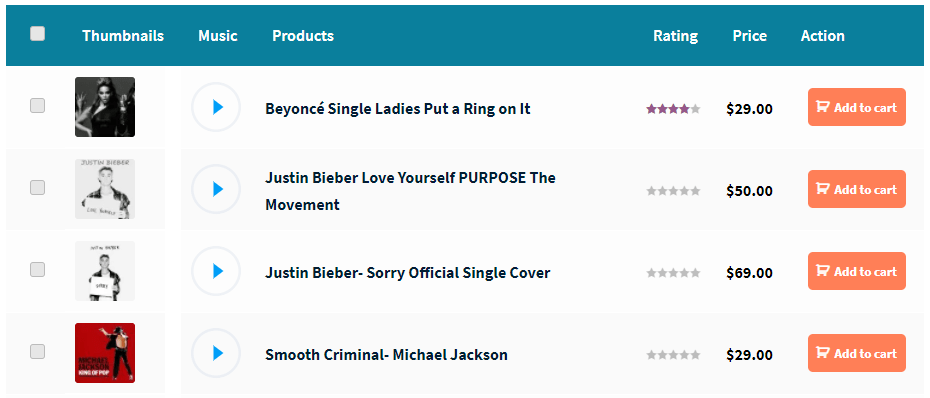 Thumbnails Music Products Rating Price Action
Beyoncé Single Ladies Put a Ring on It $29.00 Add to cart
JUSTIN BIEBER
Justin Bieber Love Yourself PURPOSE The
Movement
$50.00 Add to cart
Justin Bieber- Sorry Official Single Cover $69.00 Add to cart
MICHAEL
JACKSON
KING OF POP
Smooth Criminal- Michael Jackson $29.00 Add to cart